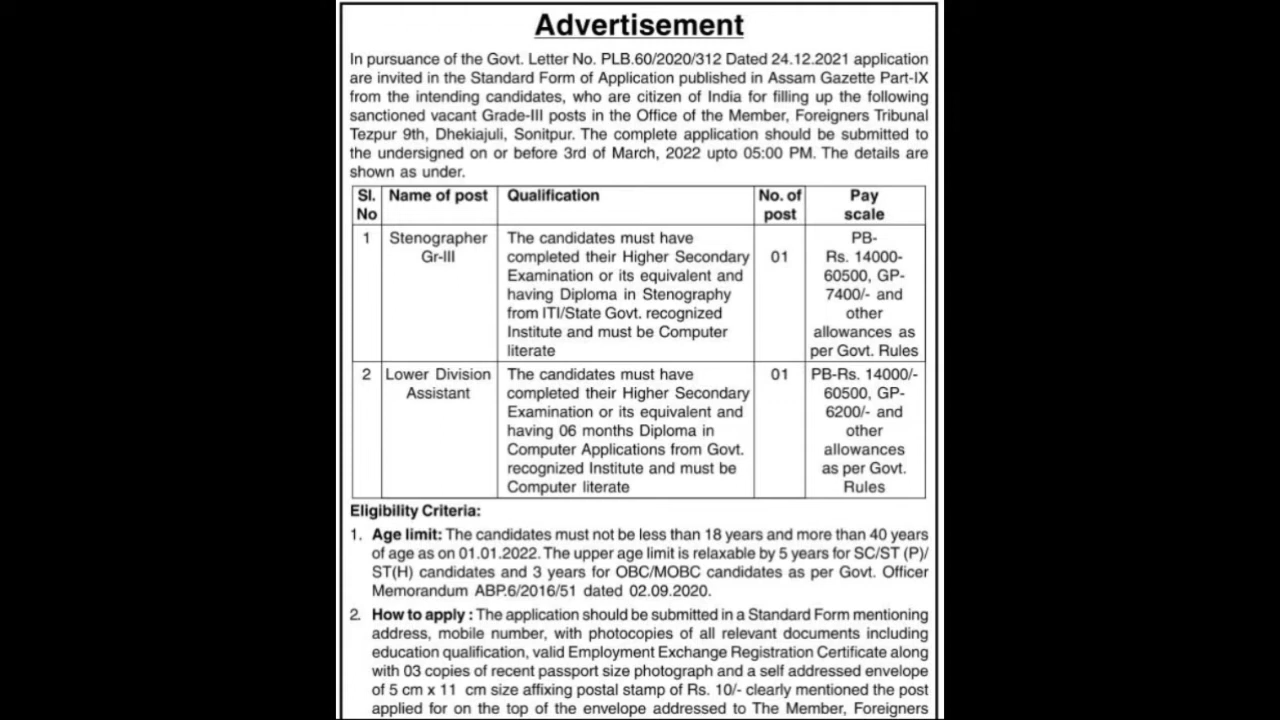 Advertisement
In pursuance of the Govt. Letter No. PLB.60/2020/312 Dated 24.12.2021 application
are invited in the Standard Form of Application published in Assam Gazette Part-IX
from the intending candidates, who are citizen of India for filling up the following
sanctioned vacant Grade-III posts in the Office of the Member, Foreigners Tribunal
Tezpur 9th, Dhekiajuli, Sonitpur. The complete application should be submitted to
the undersigned on or before 3rd of March, 2022 upto 05:00 PM. The details are
shown as under.
Sl. No Name of post Qualification No. of post Pay scale
1 Stenographer Gr-III
The candidates must have
completed their Higher Secondary
Examination or its equivalent and
having Diploma in Stenography
from ITI/State Govt. recognized
Institute and must be Computer
literate
01
PB-
Rs. 14000-
60500, GP-
7400/- and
other
allowances as
per Govt. Rules
2 Lower Division Assistant
The candidates must have
completed their Higher Secondary
Examination or its equivalent and
having 06 months Diploma in
Computer Applications from Govt.
recognized Institute and must be
Computer literate
01
PB-Rs. 14000/-
60500, GP-
6200/- and
other
allowances
as per Govt.
Rules
Eligibility Criteria:
1. Age limit: The candidates must not be less than 18 years and more than 40 years
of age as on 01.01.2022. The upper age limit is relaxable by 5 years for SC/ST (P)/
ST(H) candidates and 3 years for OBC/MOBC candidates as per Govt. Officer
Memorandum ABP.6/2016/51 dated 02.09.2020.
2. How to apply : The application should be submitted in a Standard Form mentioning
address, mobile number, with photocopies of all relevant documents including
education qualification, valid Employment Exchange Registration Certificate along
with 03 copies of recent passport size photograph and a self addressed envelope
of 5 cm x 11 cm size affixing postal stamp of Rs. 10/- clearly mentioned the post
applied for on the top of the envelope addressed to The Member, Foreigners